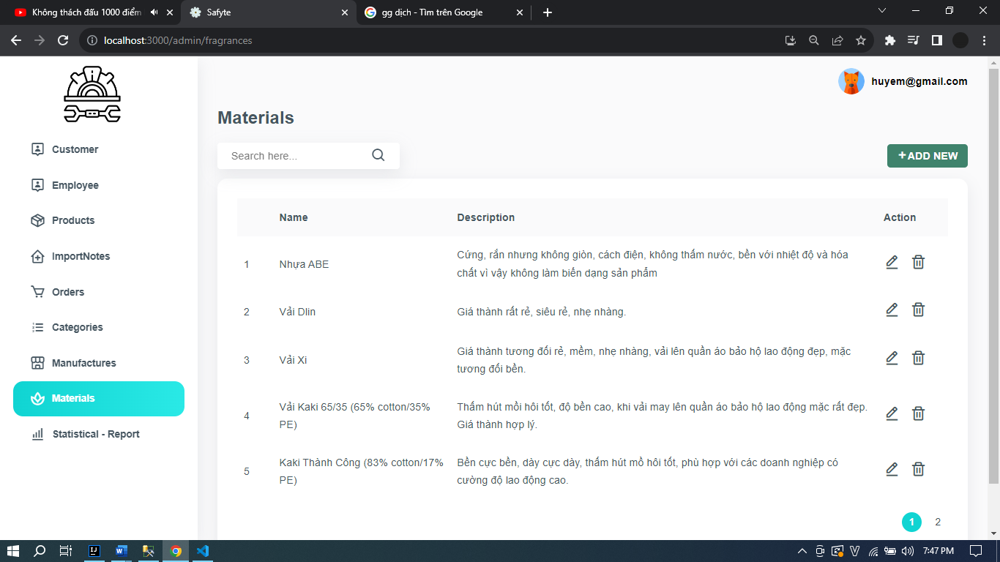 Không thách đấu 1000 điểm
Safyte
gg dịch - Tìm trên Google
localhost:3000/admin/fragrances
huyem@gmail.com
Materials
Search here...
+ADD NEW
Customer
Employee
Products
ImportNotes
Orders
Categories
Manufactures
Materials
Statistical - Report
Name Description Action
1 Nhựa ABE Cứng, rắn nhưng không giòn, cách điện, không thấm nước, bền với nhiệt độ và hóa
chất vì vậy không làm biến dạng sản phẩm
2 Vải Dlin Giá thành rất rẻ, siêu rẻ, nhẹ nhàng.
3 Vải Xi Giá thành tương đối rẻ, mềm, nhẹ nhàng, vải lên quần áo bảo hộ lao động đẹp, mặc
tương đối bền.
4 Vải Kaki 65/35 (65% cotton/35%
PE)
Thấm hút mồi hôi tốt, độ bền cao, khi vải may lên quần áo bảo hộ lao động mặc rất đẹp.
Giá thành hợp lý.
5 Kaki Thành Công (83% cotton/17%
PE)
Bền cực bền, dày cực dày, thấm hút mồ hôi tốt, phù hợp với các doanh nghiệp có
cường độ lao động cao.
1 2
7:47 PM